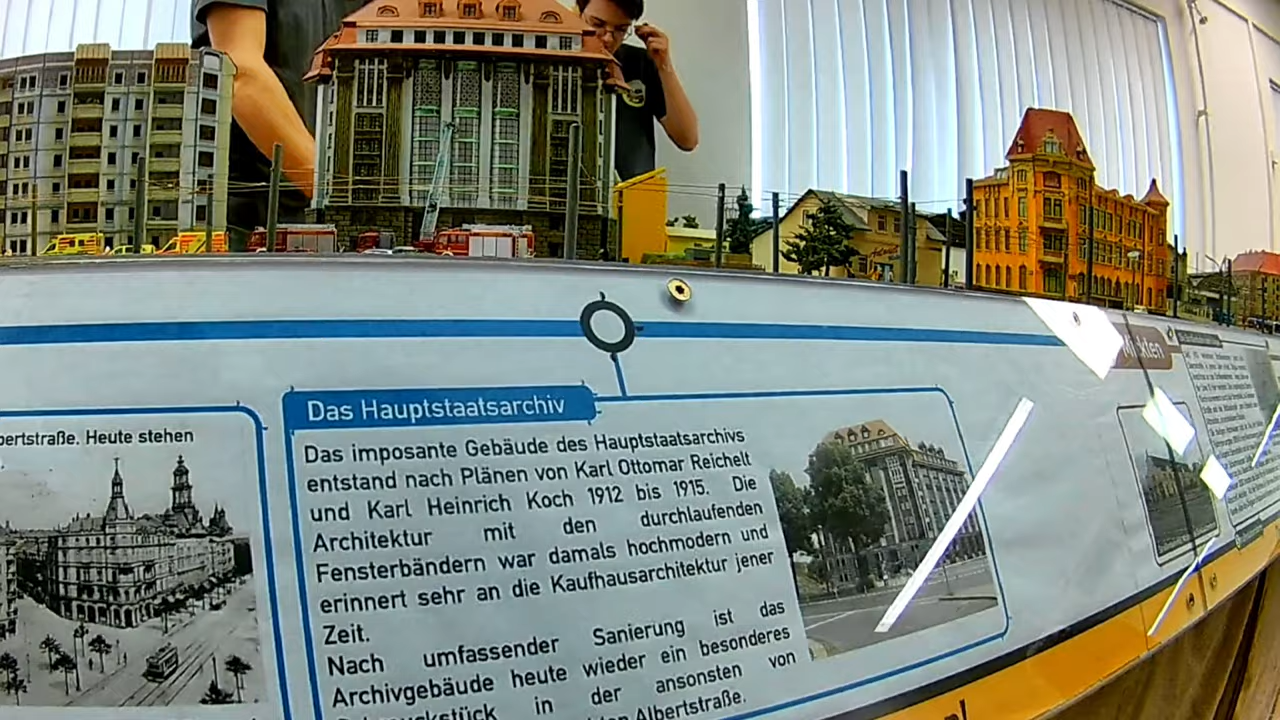 bertstraße. Heute stehen
Das Hauptstaatsarchiv
Das imposante Gebäude des Hauptstaatsarchivs
entstand nach Plänen von Karl Ottomar Reichelt
und Karl Heinrich Koch 1912 bis 1915. Die
Architektur mit den durchlaufenden
Fensterbändern war damals hochmodern und
erinnert sehr an die Kaufhausarchitektur jener
Zeit.
Nach umfassender Sanierung ist das
Archivgebäude heute wieder ein besonderes
in der ansonsten von
Albertstraße.
Mickten